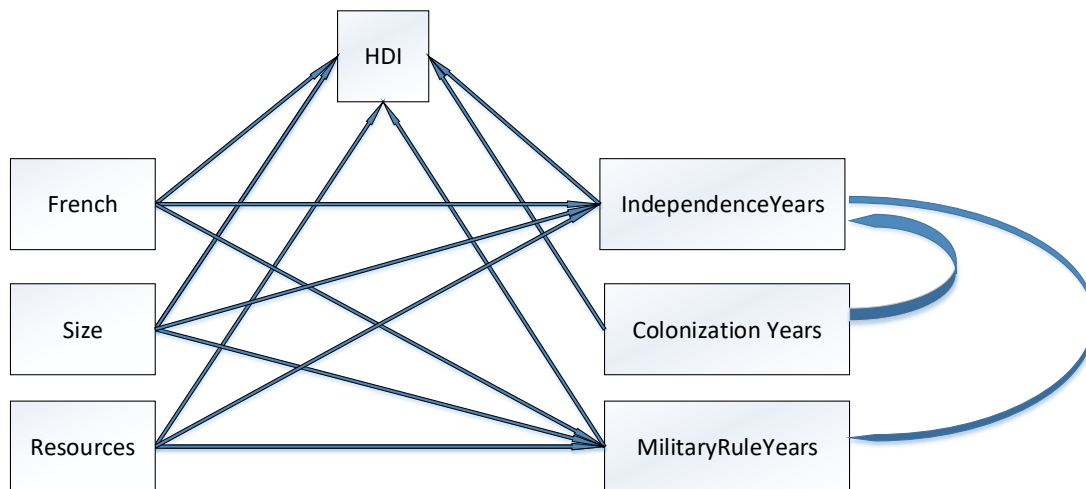 HDI
French
IndependenceYears
Size
Colonization Years
Resources
MilitaryRuleYears